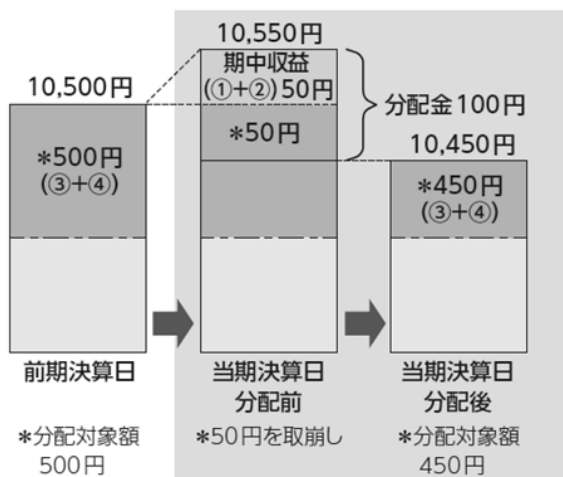 10,500円
*500円
(③+④)
前期決算日
*分配対象額
500円
10,550円
期中収益
(①+②)50円
*50円
分配金100円
当期決算日
分配前
*50円を取崩し
10,450円
*450円
(③+④)
当期決算日
分配後
*分配対象額
450円